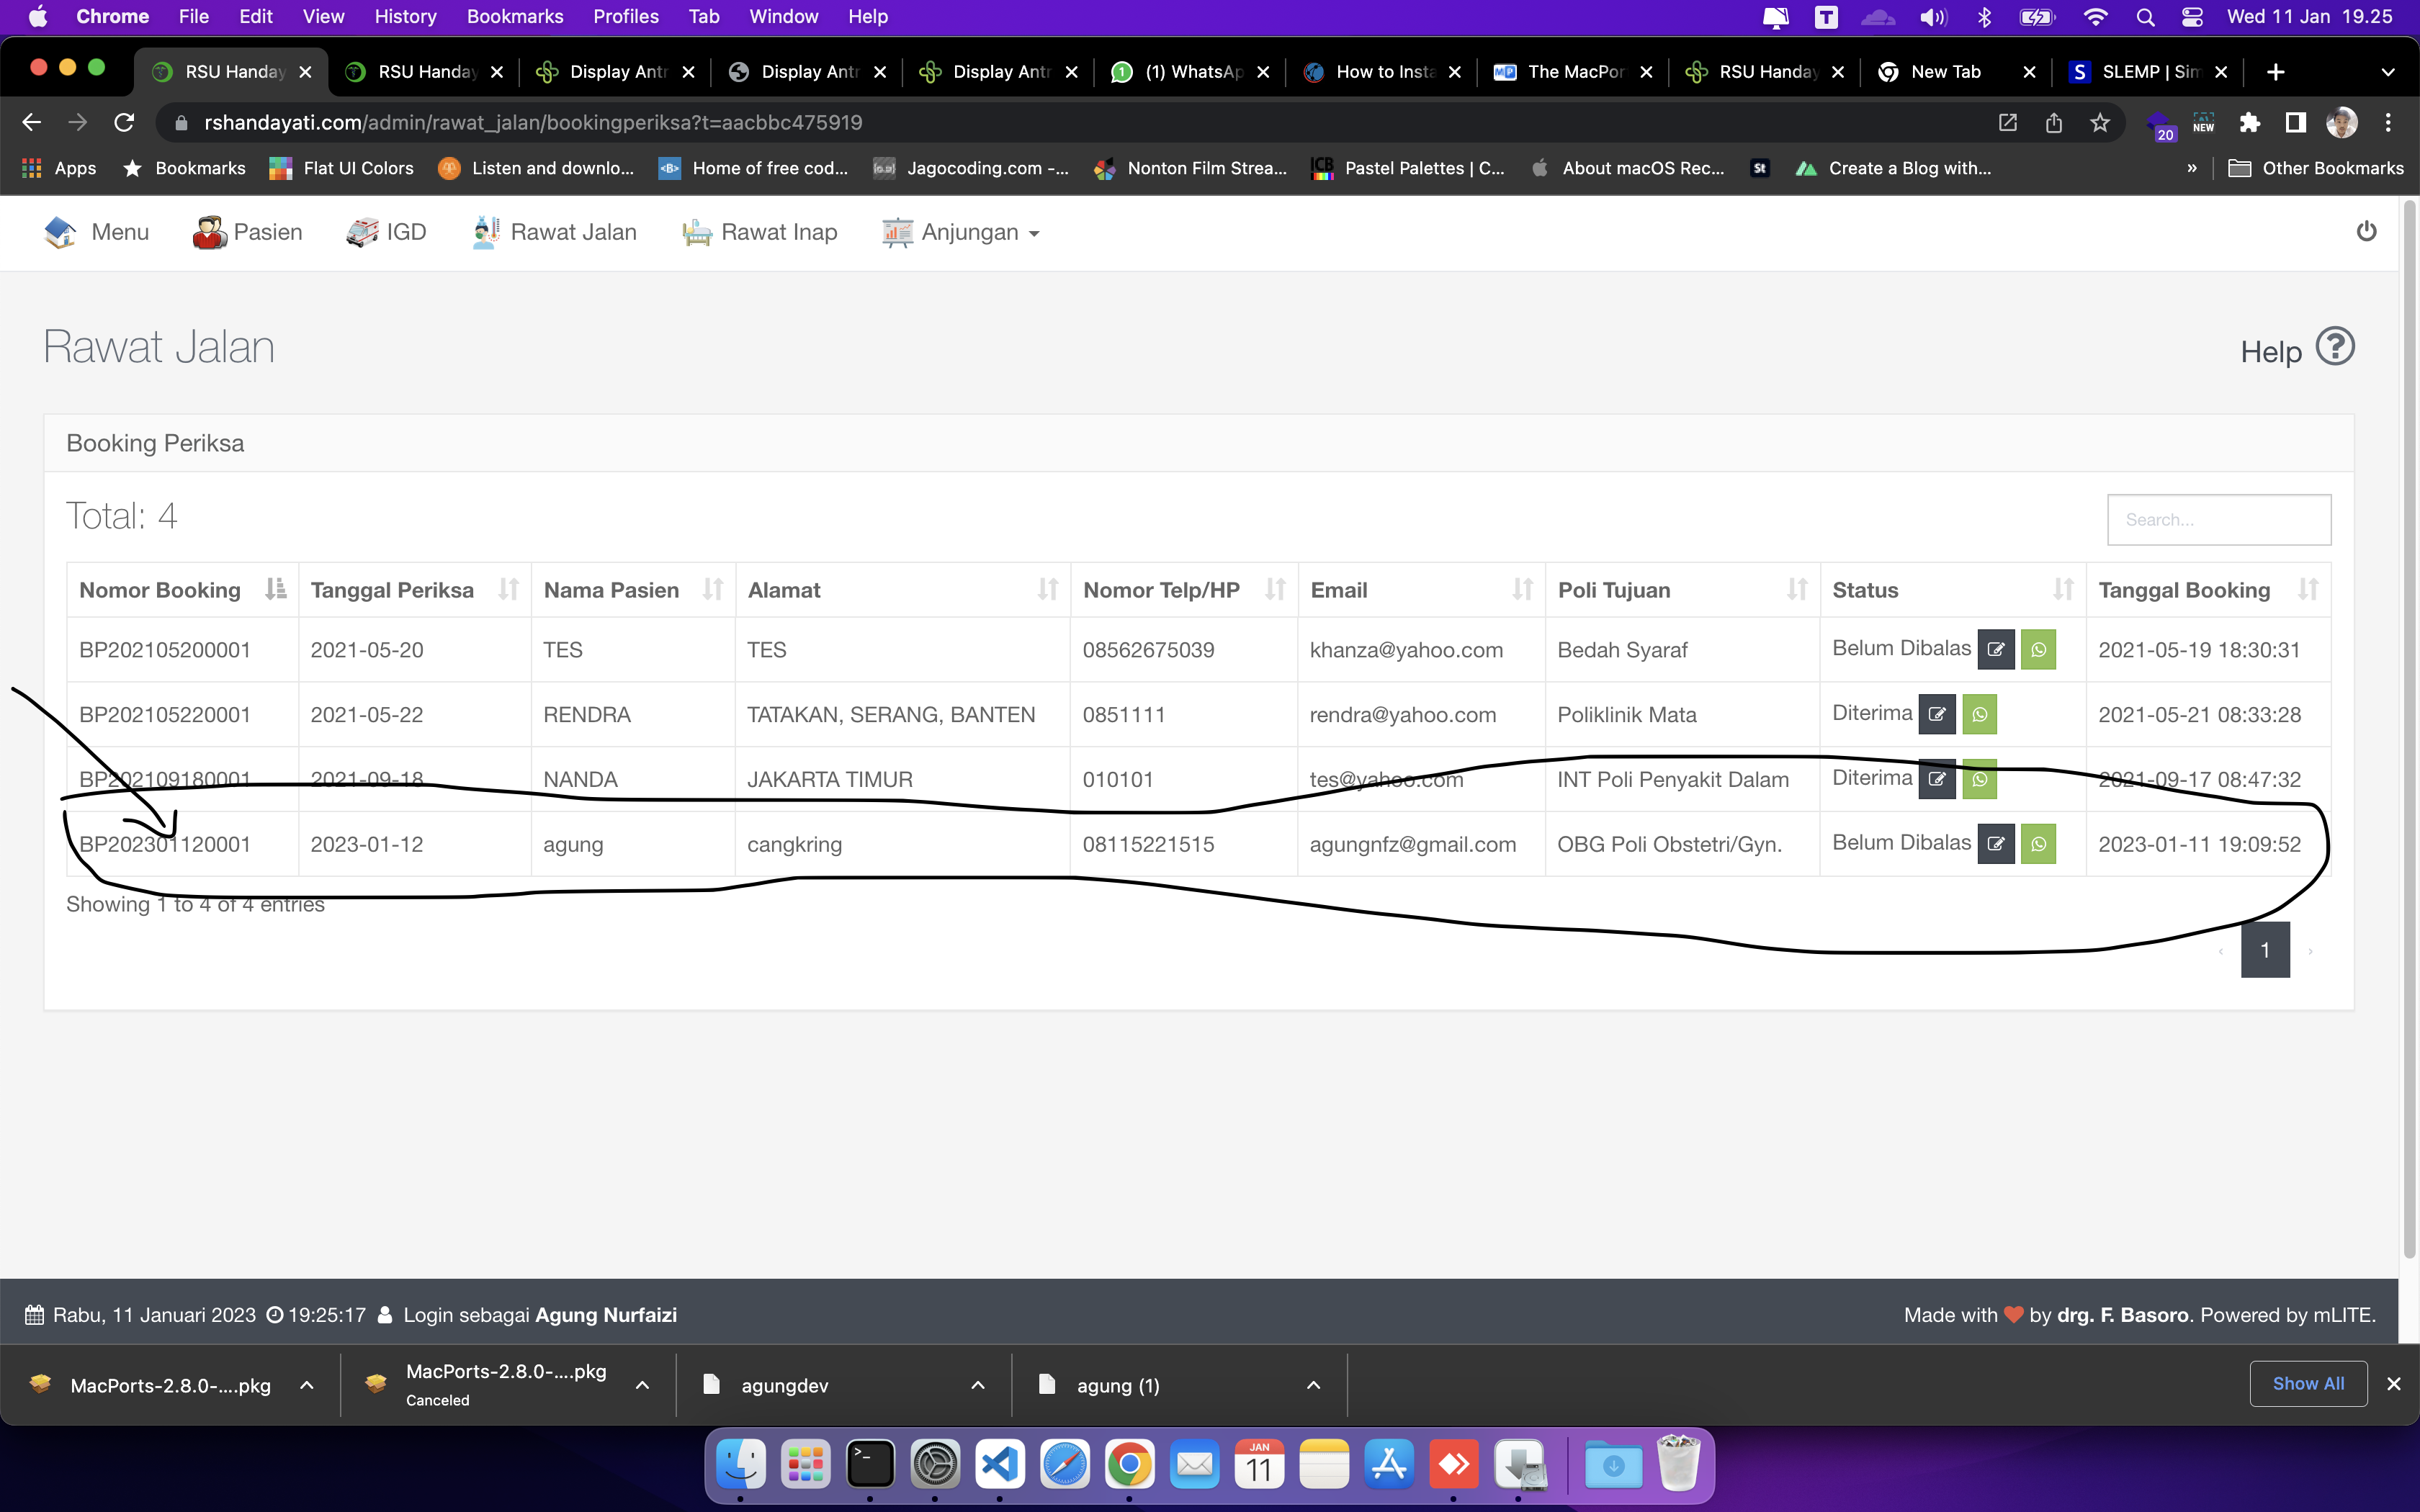 Chrome File Edit View History Bookmarks Profiles Tab Window Help T Wed 11 Jan 19.25
RSU Handay RSU Handay Display Antr Display Antr Display Antr 1 (1) WhatsAp How to Insta MP The MacPor RSU Handay New Tab S SLEMP | Sim
rshandayati.com/admin/rawat_jalan/bookingperiksa?t=aacbbc475919 20 NEW
Apps Bookmarks Flat UI Colors Listen and downlo... <B> Home of free cod... Jagocoding.com -... Nonton Film Strea... ICB Pastel Palettes | C... About macOS Rec... St Create a Blog with... » Other Bookmarks
Menu Pasien IGD Rawat Jalan Rawat Inap Anjungan
Rawat Jalan
Help ?
Booking Periksa
Total: 4
Search...
Nomor Booking Tanggal Periksa Nama Pasien Alamat Nomor Telp/HP Email Poli Tujuan Status Tanggal Booking
BP202105200001 2021-05-20 TES TES 08562675039 khanza@yahoo.com Bedah Syaraf Belum Dibalas 2021-05-19 18:30:31
BP202105220001 2021-05-22 RENDRA TATAKAN, SERANG, BANTEN 0851111 rendra@yahoo.com Poliklinik Mata Diterima 2021-05-21 08:33:28
BP202109180001 2021-09-18 NANDA JAKARTA TIMUR 010101 tes@yahoo.com INT Poli Penyakit Dalam Diterima 2021-09-17 08:47:32
BP202301120001 2023-01-12 agung cangkring 08115221515 agungnfz@gmail.com OBG Poli Obstetri/Gyn. Belum Dibalas 2023-01-11 19:09:52
Showing 1 to 4 of 4 entries
‹ 1 ›
Rabu, 11 Januari 2023 19:25:17 Login sebagai Agung Nurfaizi Made with ❤ by drg. F. Basoro. Powered by mLITE.
MacPorts-2.8.0-....pkg MacPorts-2.8.0-....pkg agungdev agung (1) Show All
Canceled
JAN
11